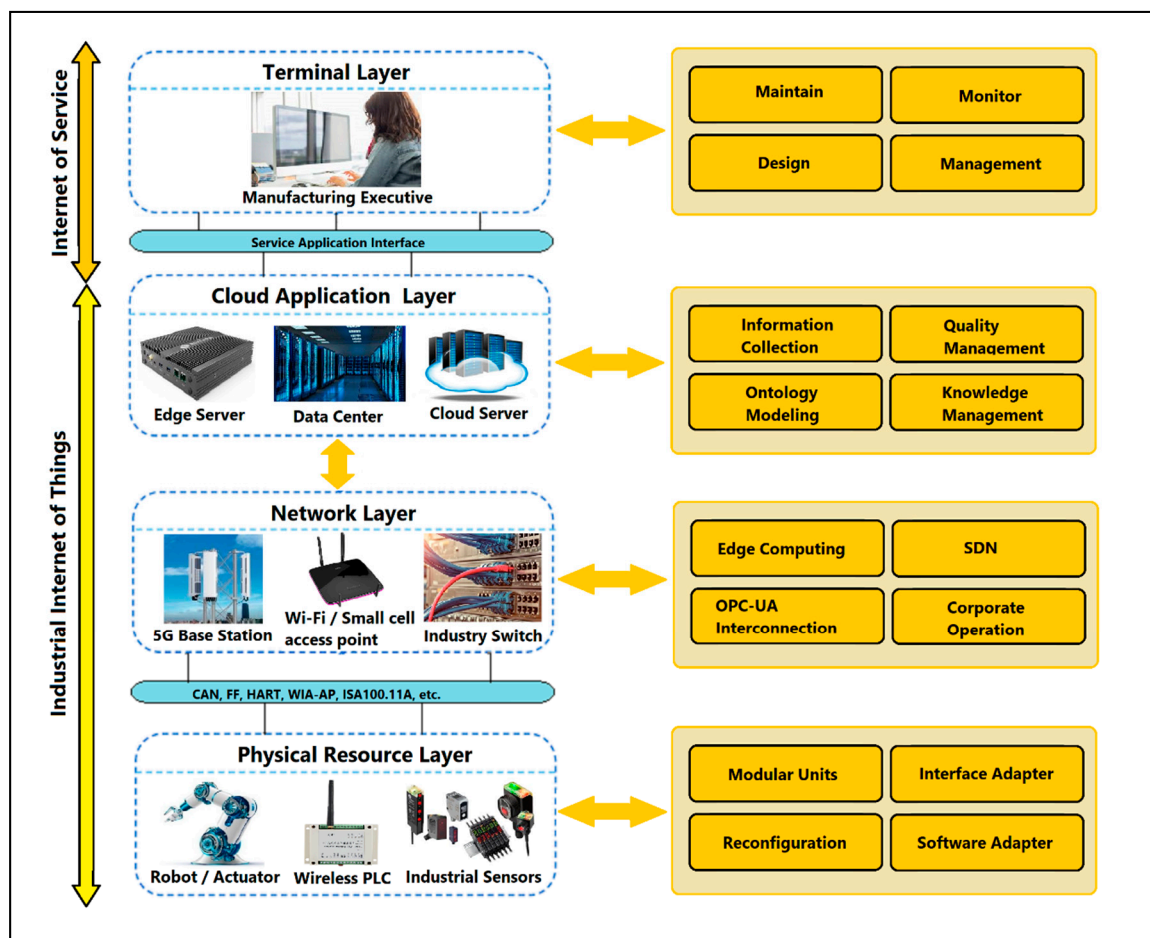 Internet of Service
Industrial Internet of Things
Terminal Layer
Manufacturing Executive
Maintain
Monitor
Design
Management
Service Application Interface
Cloud Application Layer
Edge Server
Data Center
Cloud Server
Information
Collection
Quality
Management
Ontology
Modeling
Knowledge
Management
Network Layer
5G Base Station
Wi-Fi / Small cell
access point
Industry Switch
Edge Computing
SDN
OPC-UA
Interconnection
Corporate
Operation
CAN, FF, HART, WIA-AP, ISA100.11A, etc.
Physical Resource Layer
Robot / Actuator
Wireless PLC
Industrial Sensors
Modular Units
Interface Adapter
Reconfiguration
Software Adapter